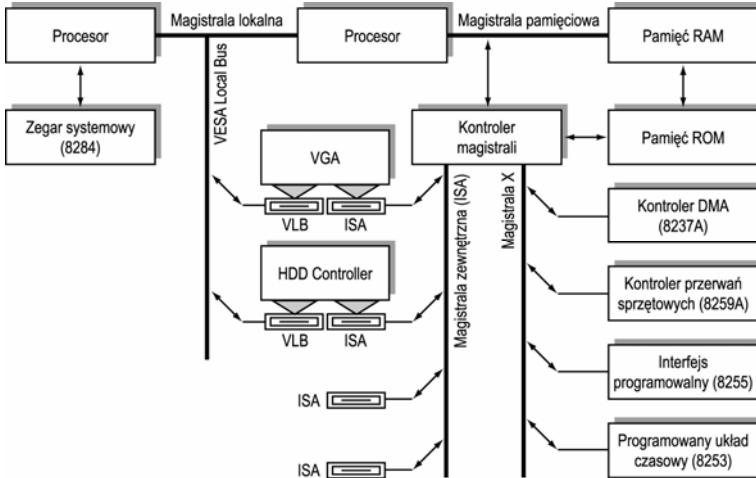 Magistrala lokalna
Magistrala pamięciowa
Procesor
Procesor
Pamięć RAM
VESA Local Bus
Zegar systemowy
(8284)
Kontroler
magistrali
Pamięć ROM
VGA
VLB
ISA
Magistrala zewnętrzna (ISA)
Magistrala X
Kontroler DMA
(8237A)
HDD Controller
VLB
ISA
Kontroler przerwań
sprzętowych (8259A)
ISA
Interfejs
programowalny (8255)
ISA
Programowany układ
czasowy (8253)